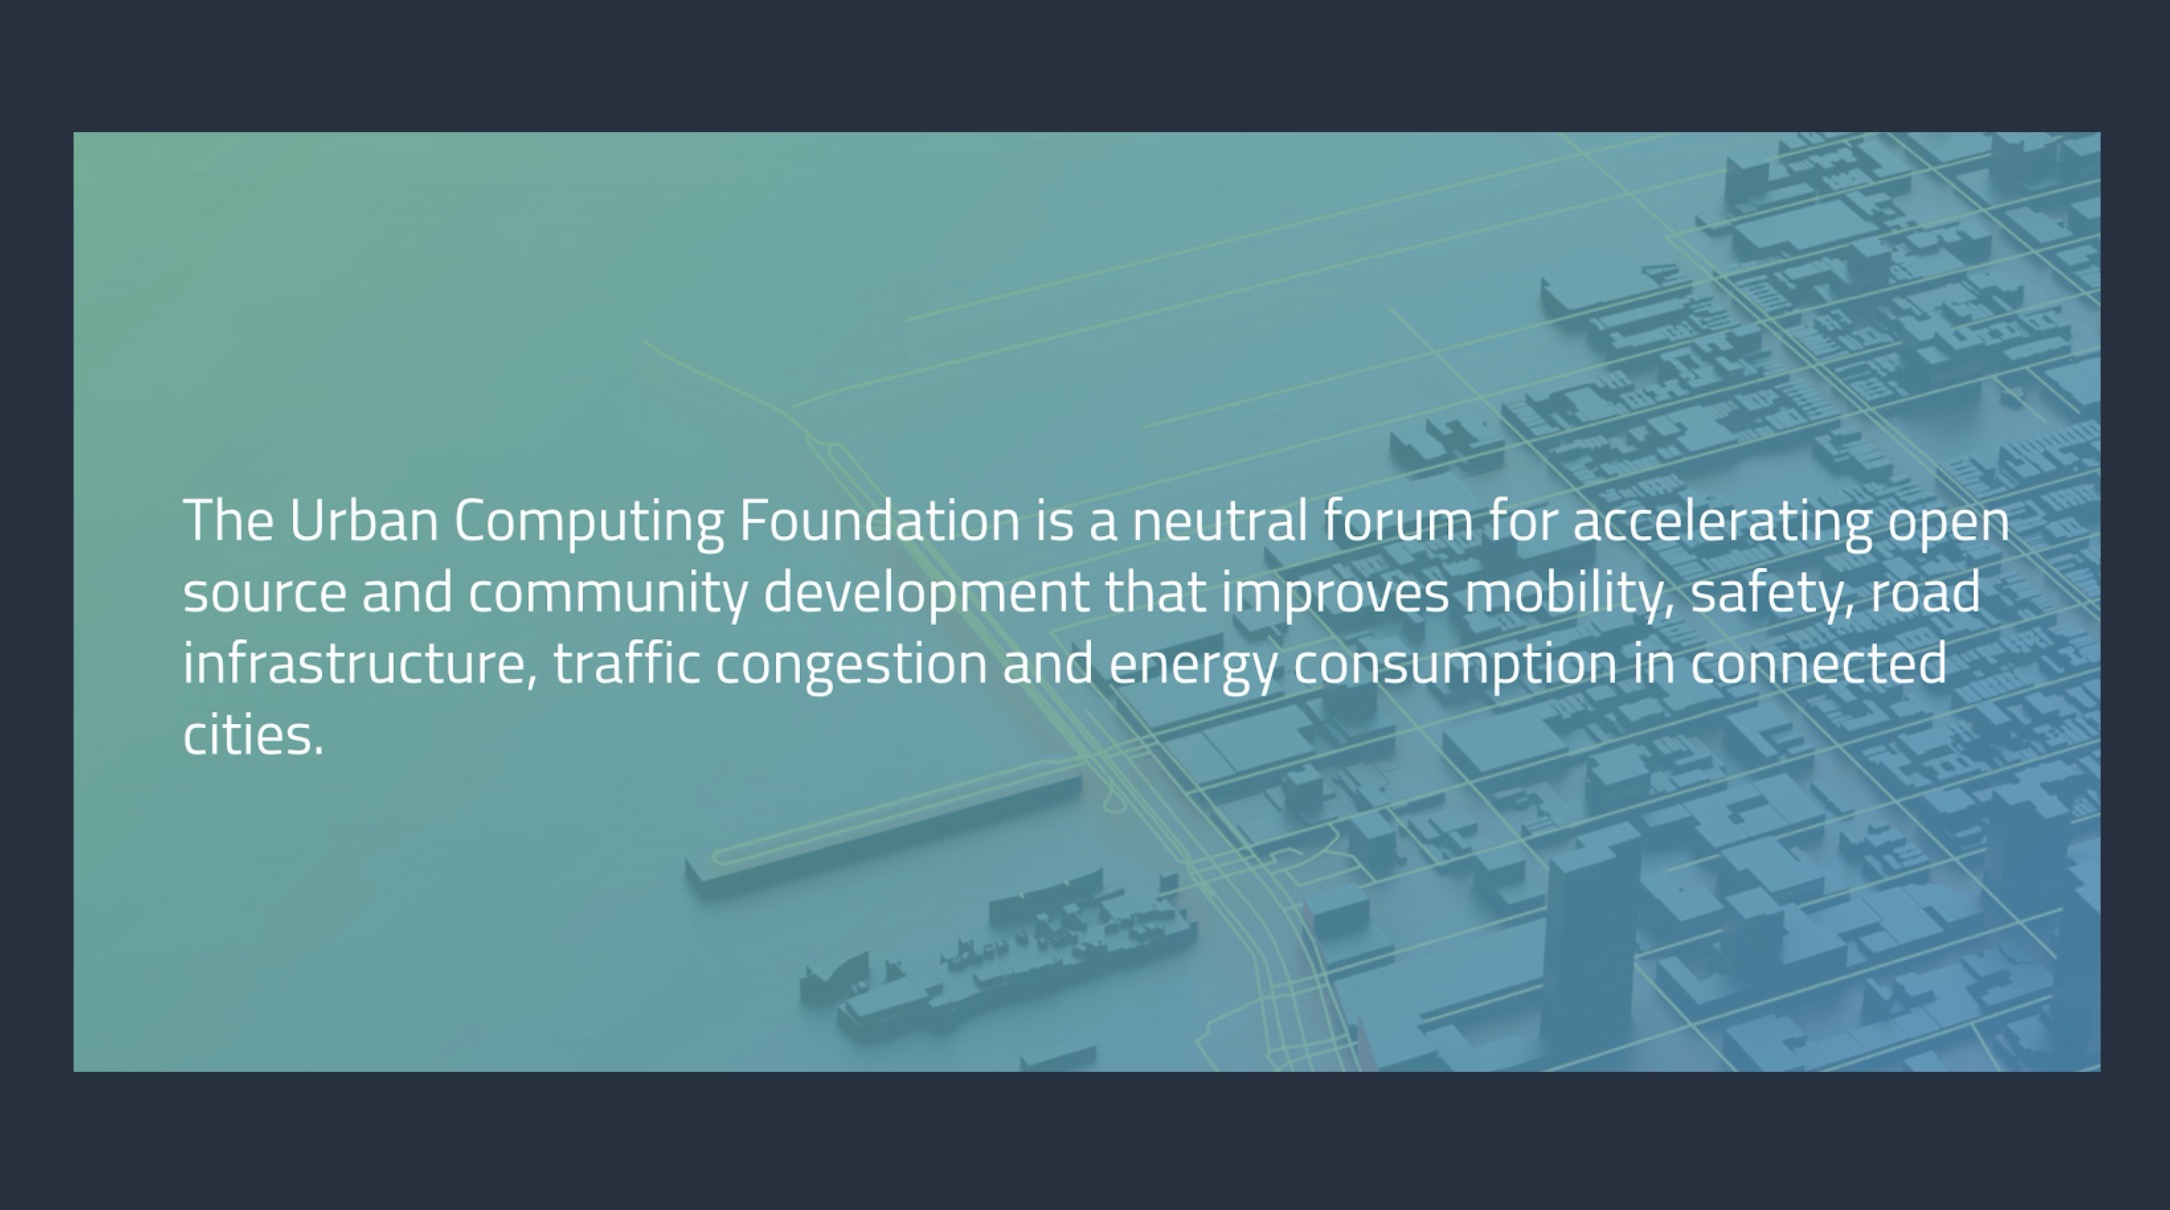 The Urban Computing Foundation is a neutral forum for accelerating open
source and community development that improves mobility, safety, road
infrastructure, traffic congestion and energy consumption in connected
cities.